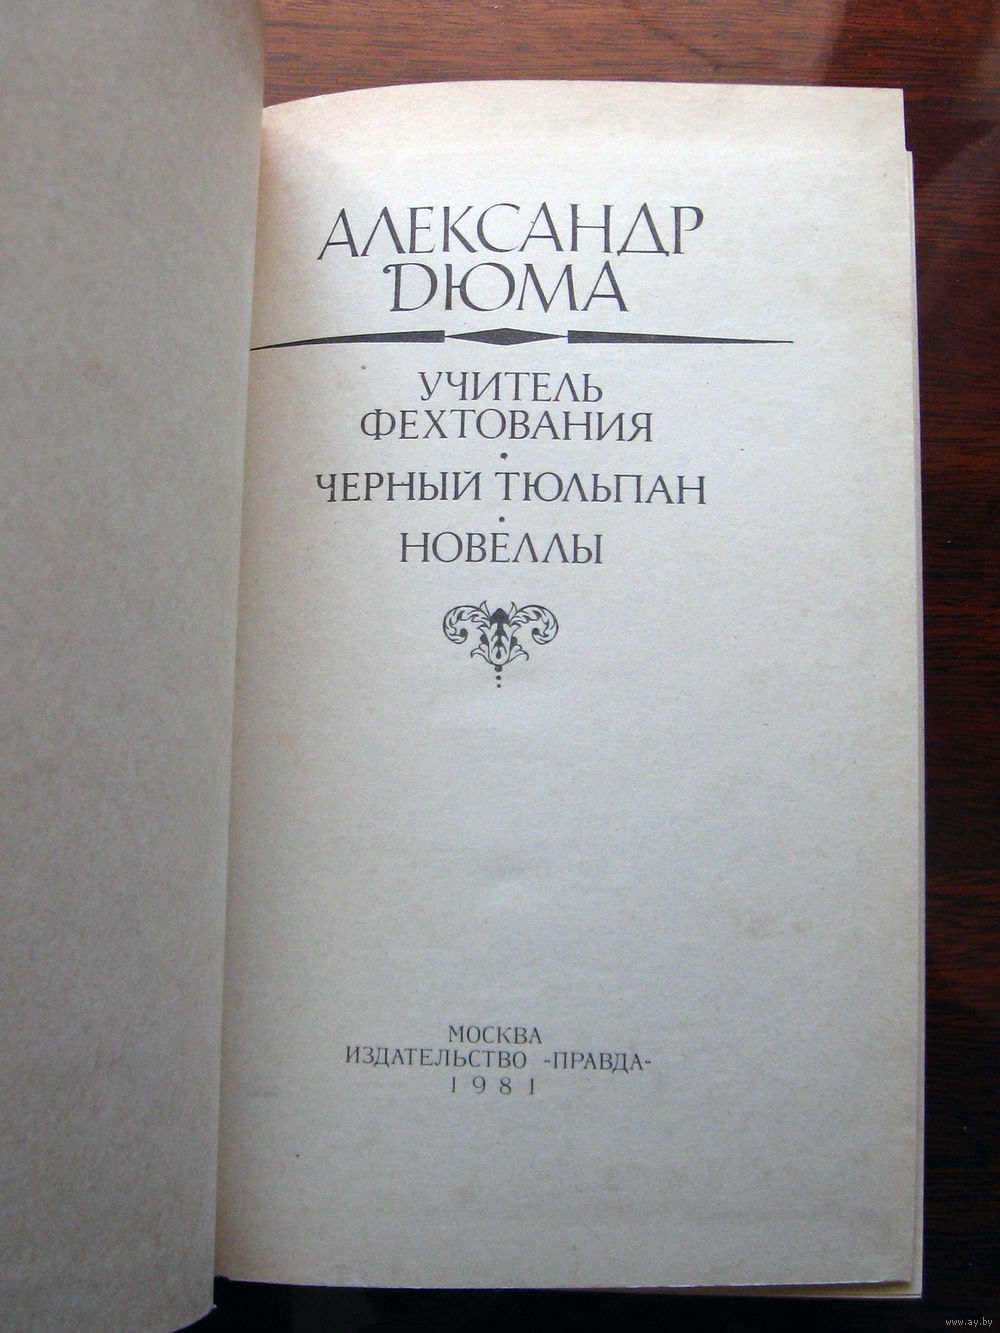 АЛЕКСАНДР
ДЮМА
УЧИТЕЛЬ
ФЕХТОВАНИЯ
ЧЕРНЫЙ ТЮЛЬПАН
НОВЕЛЛЫ
МОСКВА
ИЗДАТЕЛЬСТВО «ПРАВДА»
1981
www.ay.by